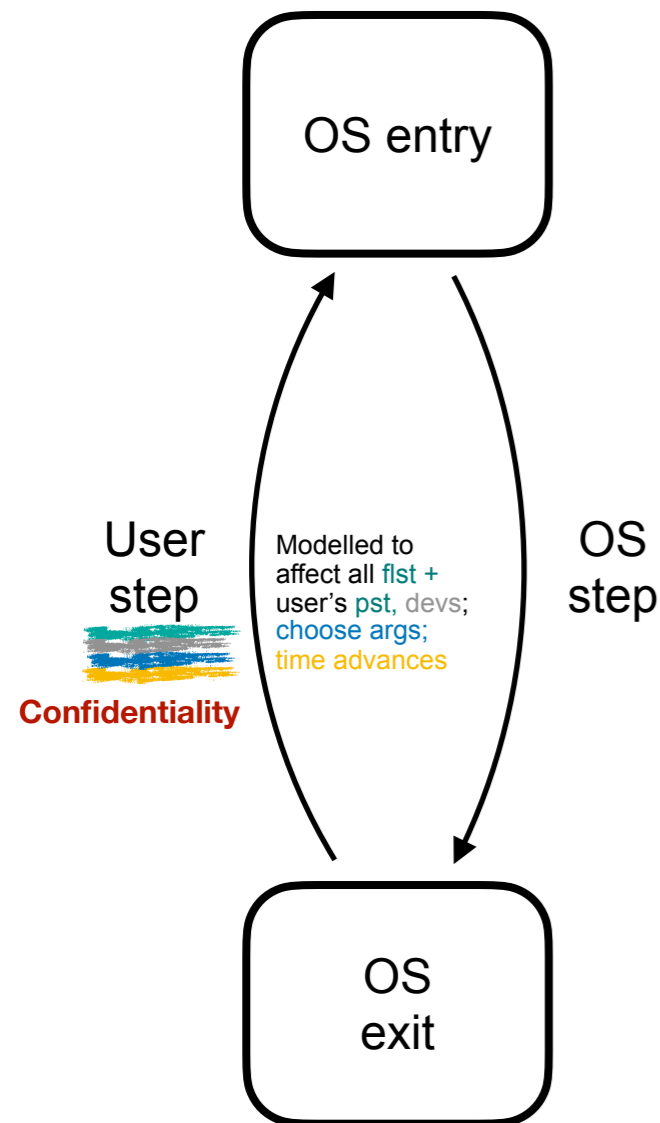 OS entry
User
step
Confidentiality
Modelled to
affect all flst +
user's pst, devs;
choose args;
time advances
OS
step
OS
exit